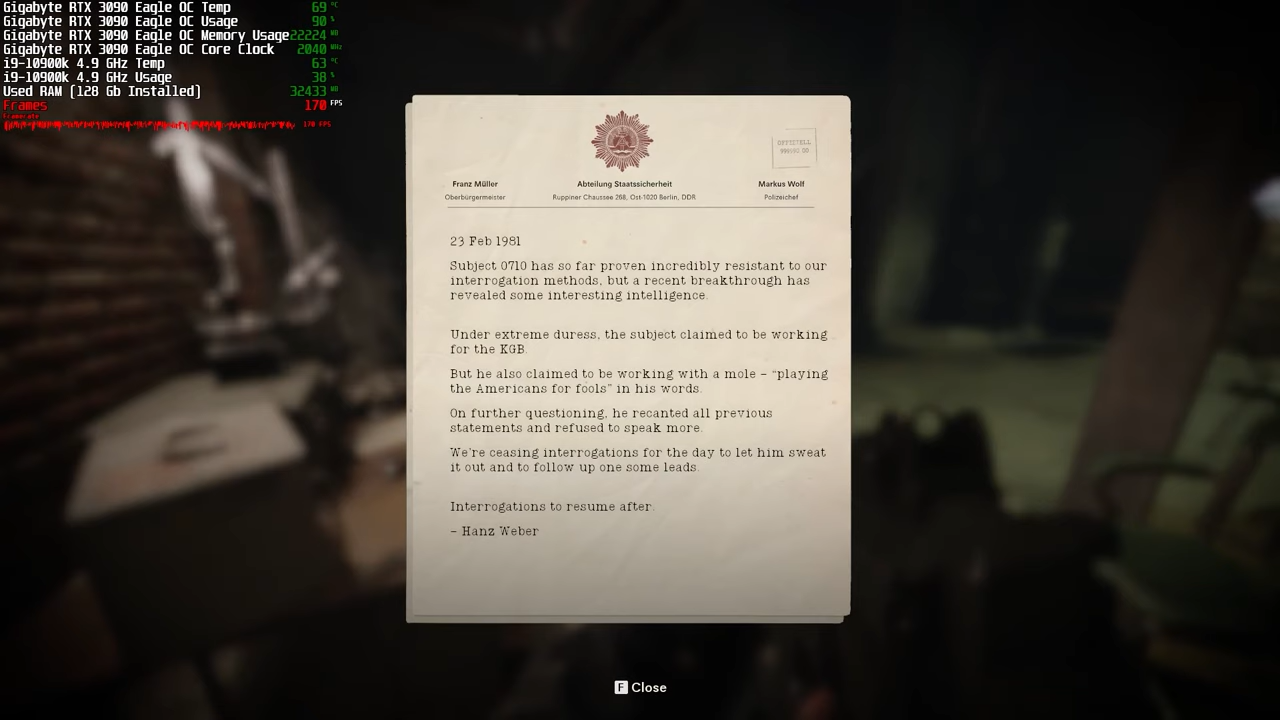 Gigabyte RTX 3090 Eagle OC Temp 69 °C
Gigabyte RTX 3090 Eagle OC Usage 90 %
Gigabyte RTX 3090 Eagle OC Memory Usage 22224 MB
Gigabyte RTX 3090 Eagle OC Core Clock 2040 MHz
i9-10900k 4.9 GHz Temp 63 °C
i9-10900k 4.9 GHz Usage 38 %
Used RAM (128 Gb Installed) 32433 MB
Frames 170 FPS
Framerate
170 FPS
Franz Müller Abteilung Staatssicherheit Markus Wolf
Oberbürgermeister Ruppiner Chaussee 268, Ost-1020 Berlin, DDR Polizeichef
23 Feb 1981
Subject 0710 has so far proven incredibly resistant to our
interrogation methods, but a recent breakthrough has
revealed some interesting intelligence.
Under extreme duress, the subject claimed to be working
for the KGB.
But he also claimed to be working with a mole – “playing
the Americans for fools” in his words.
On further questioning, he recanted all previous
statements and refused to speak more.
We're ceasing interrogations for the day to let him sweat
it out and to follow up one some leads.
Interrogations to resume after.
– Hanz Weber
F Close